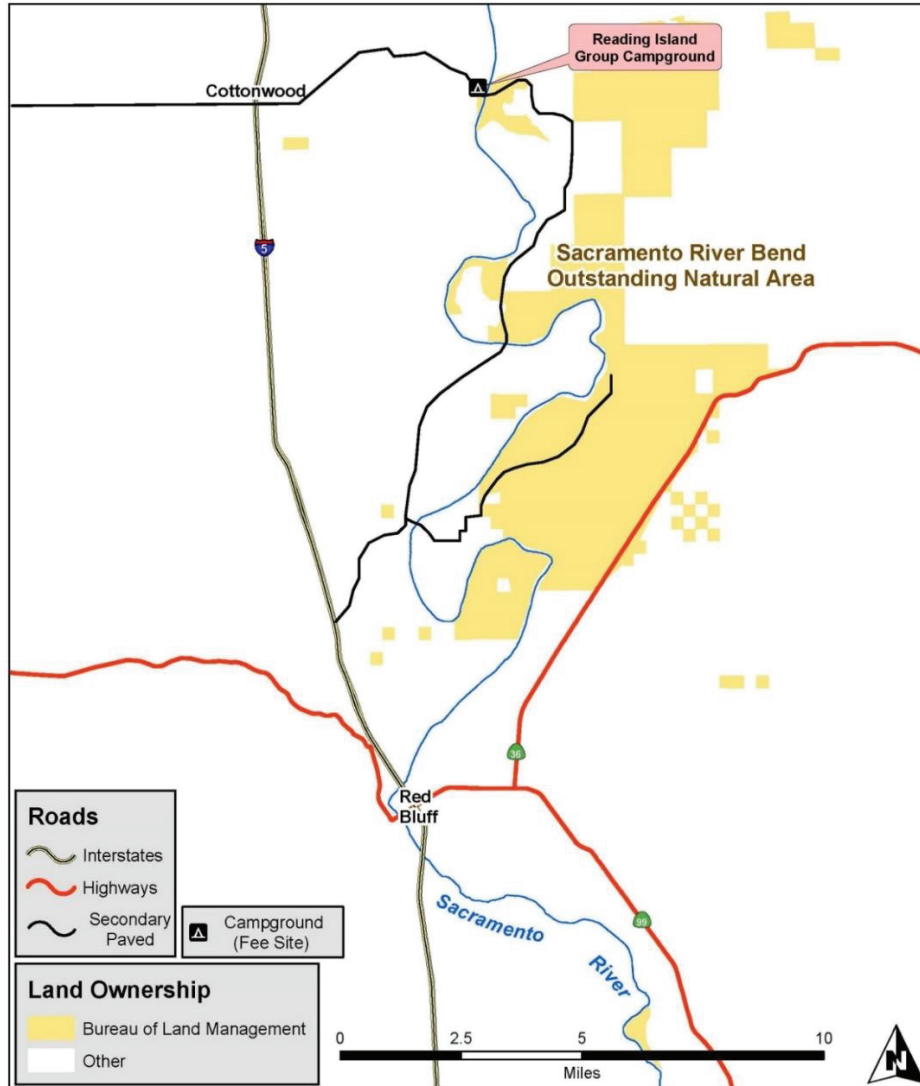 Reading Island
Group Campground
Cottonwood
5
Sacramento River Bend
Outstanding Natural Area
36
Red
Bluff
99
Sacramento
River
Roads
Interstates
Highways
Secondary
Paved
Campground
(Fee Site)
Land Ownership
Bureau of Land Management
Other
0
2.5
5
10
Miles
N